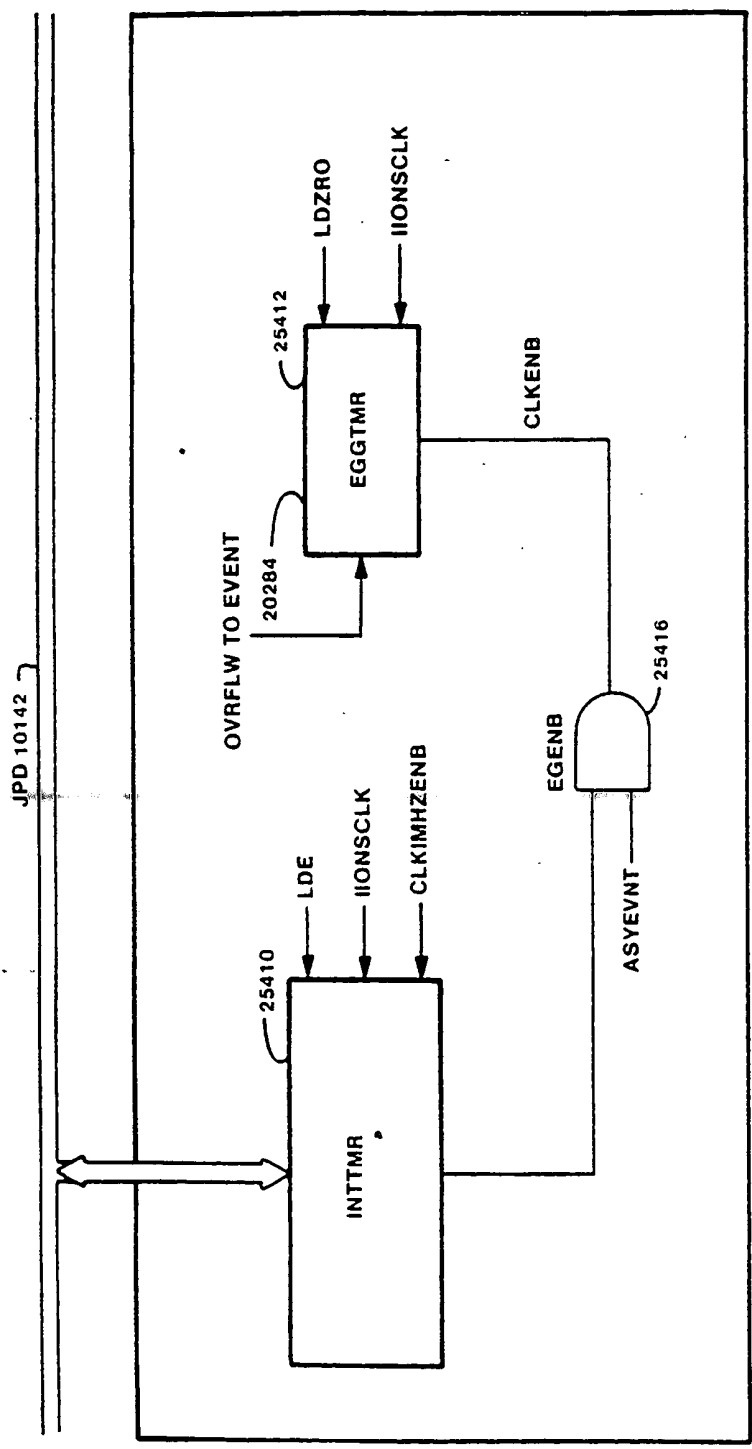 JPD 10142
OVRFLW TO EVENT
20284
25412
LDZRO
EGGTMR
IIONSCLK
CLKENB
25410
LDE
IIONSCLK
CLKIMHZENB
INTTMR
EGENB
25416
ASYEVNT